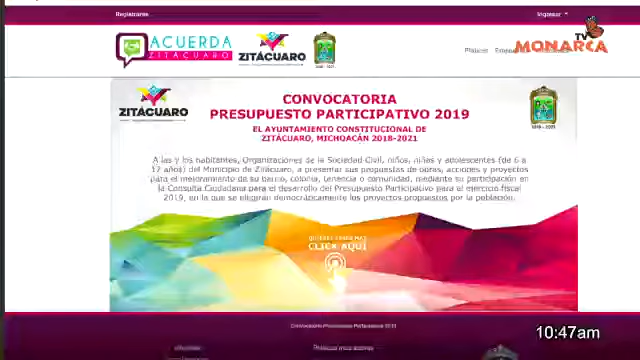 Registrarse
Ingresar
ACUERDA
ZITÁCUARO
ZITÁCUARO
TV
MONARCA
ZITÁCUARO
CONVOCATORIA
PRESUPUESTO PARTICIPATIVO 2019
EL AYUNTAMIENTO CONSTITUCIONAL DE
ZITÁCUARO, MICHOACÁN 2018-2021
A las y los habitantes, Organizaciones de la Sociedad Civil, niños, niñas y adolescentes (de 6 a
17 años) del Municipio de Zitácuaro, a presentar sus propuestas de obras, acciones y proyectos
para el mejoramiento de su barrio, colonia, tenencia o comunidad, mediante su participación en
la Consulta Ciudadana para el desarrollo del Presupuesto Participativo para el ejercicio fiscal
2019, en la que se elegirán democráticamente los proyectos propuestos por la población.
CLICK AQUÍ
Convocatoria Presupuesto Participativo 2019
10:47am